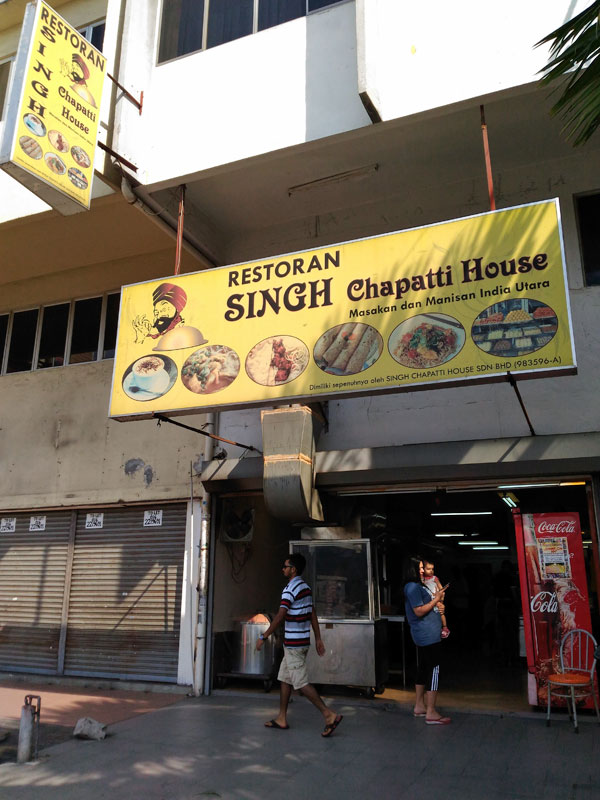 RESTORAN
SINGH
Chapatti
House
RESTORAN
SINGH Chapatti House
Masakan dan Manisan India Utara
Dimiliki sepenuhnya oleh SINGH CHAPATTI HOUSE SDN BHD (983596-A)
Coca-Cola
Coca-Cola